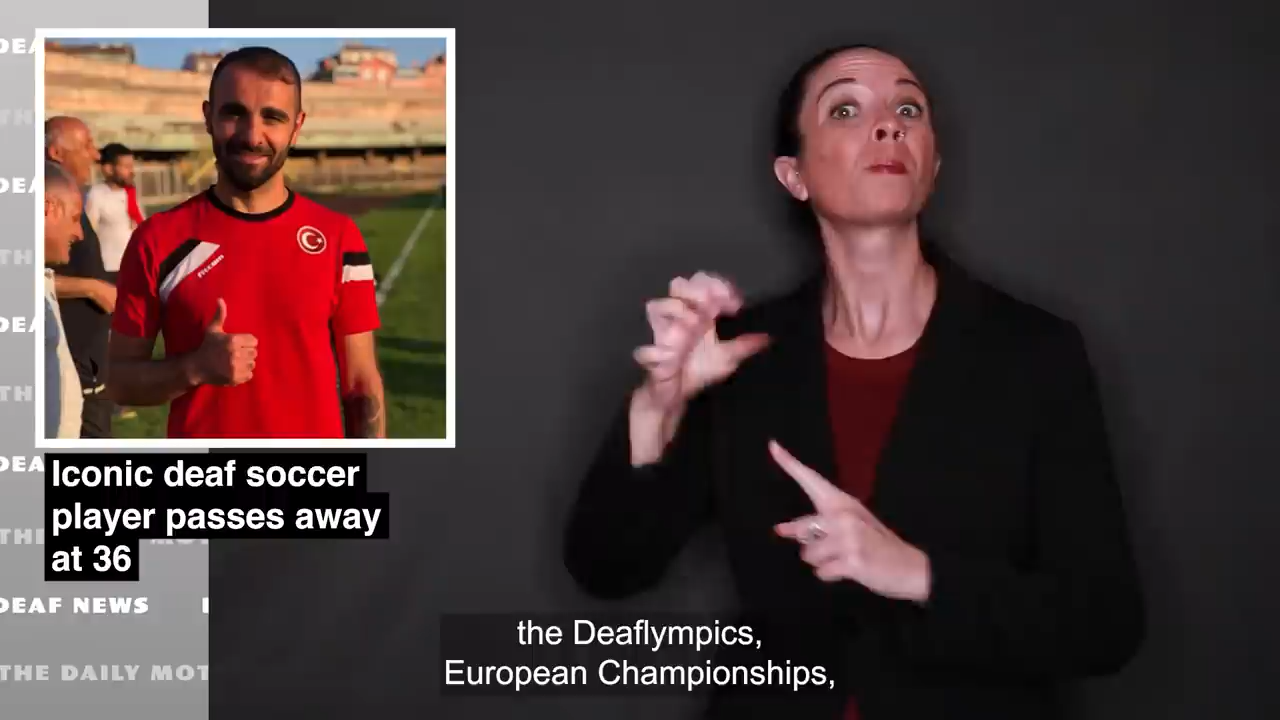 DEAF NEWS
THE DAILY MOT
Iconic deaf soccer
player passes away
at 36
the Deaflympics,
European Championships,